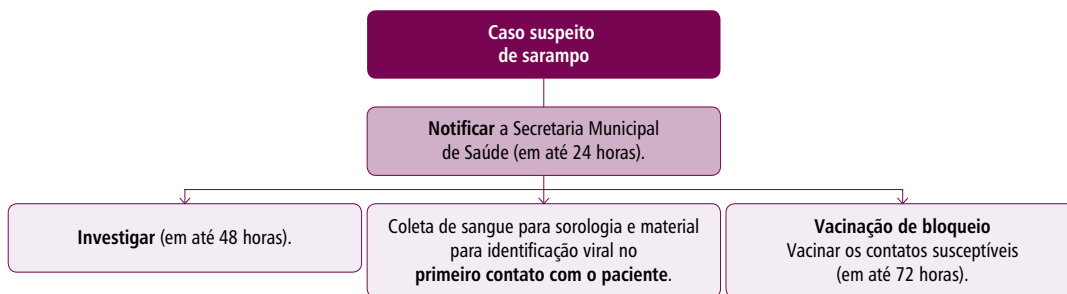 Caso suspeito
de sarampo
Notificar a Secretaria Municipal
de Saúde (em até 24 horas).
Investigar (em até 48 horas).
Coleta de sangue para sorologia e material
para identificação viral no
primeiro contato com o paciente.
Vacinação de bloqueio
Vacinar os contatos susceptíveis
(em até 72 horas).